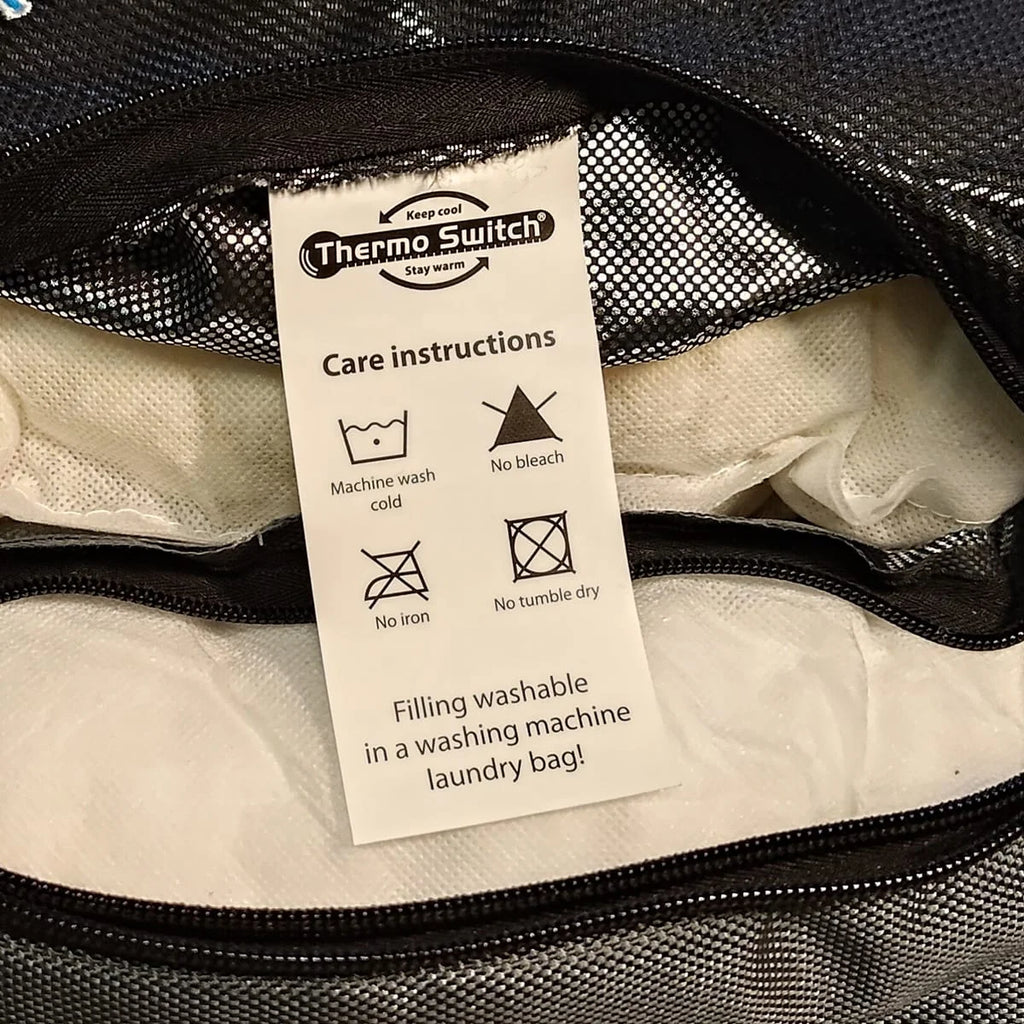 Keep cool
Thermo Switch®
Stay warm
Care instructions
Machine wash
cold
No bleach
No iron
No tumble dry
Filling washable
in a washing machine
laundry bag!